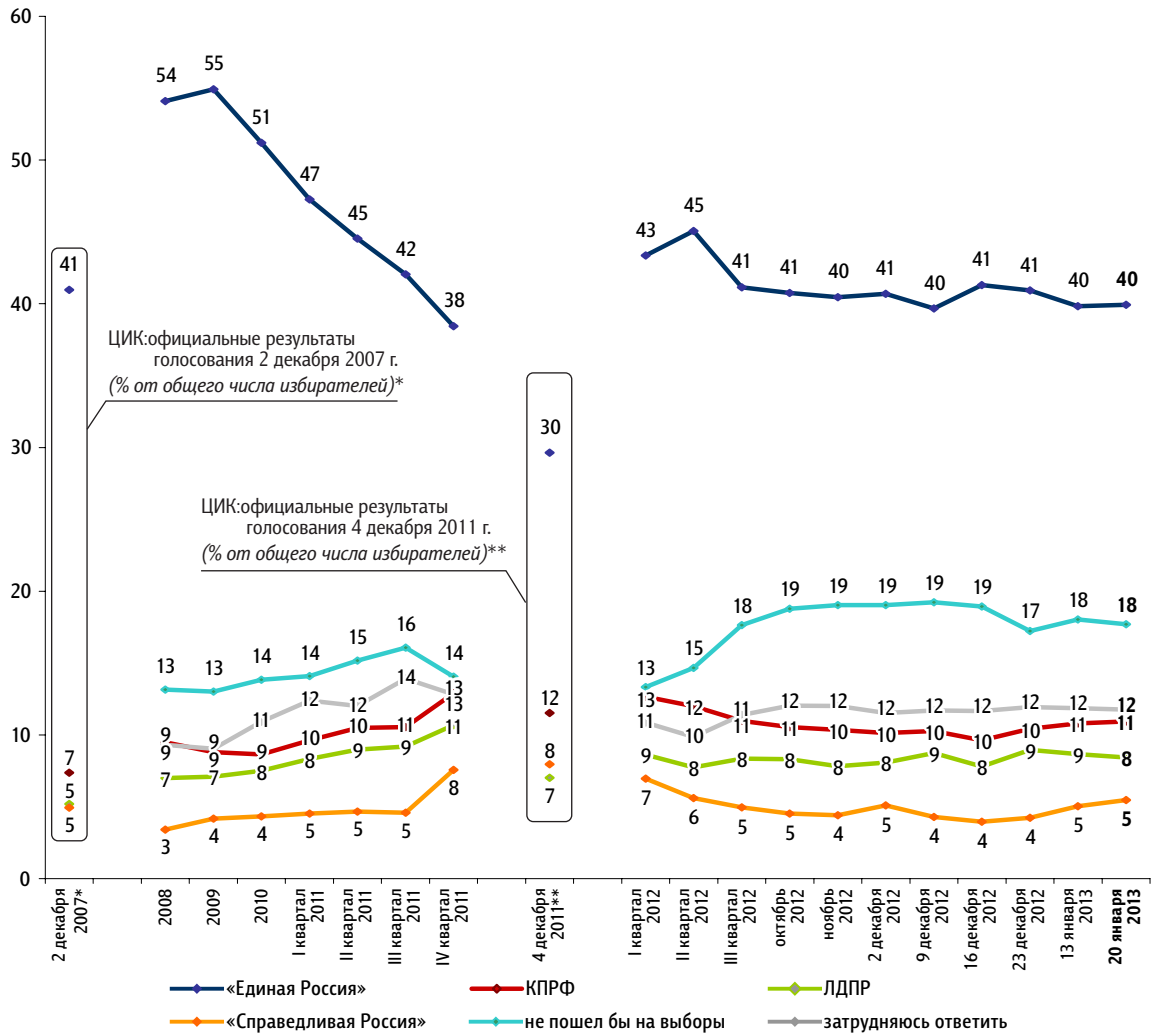 60
50
40
30
20
10
0
54 55 51 47 45 42 38
43 45 41 41 40 41 40 41 41 40 40
41
ЦИК:официальные результаты
голосования 2 декабря 2007 г.
(% от общего числа избирателей)*
30
ЦИК:официальные результаты
голосования 4 декабря 2011 г.
(% от общего числа избирателей)**
7
5
5
12
8
7
13 13 14 14 15 16 14
9 9 11 12 12 14 13
9 9 9 10 10 9 13
7 7 8 8 9 9 11
3 4 4 5 5 5 8
13 15 18 19 19 19 19 19 17 18 18
13 12 11 10 10 10 10 10 10 11 11
11 10 11 12 12 12 12 12 12 12 12
9 8 8 8 8 8 9 8 9 9 8
7 6 5 5 4 5 4 4 4 5 5
2 декабря
2007*
2008
2009
2010
I квартал
2011
II квартал
2011
III квартал
2011
IV квартал
2011
4 декабря
2011**
I квартал
2012
II квартал
2012
III квартал
2012
октябрь
2012
ноябрь
2012
2 декабря
2012
9 декабря
2012
16 декабря
2012
23 декабря
2012
13 января
2013
20 января
2013
«Единая Россия» КПРФ ЛДПР
«Справедливая Россия» не пошел бы на выборы затрудняюсь ответить